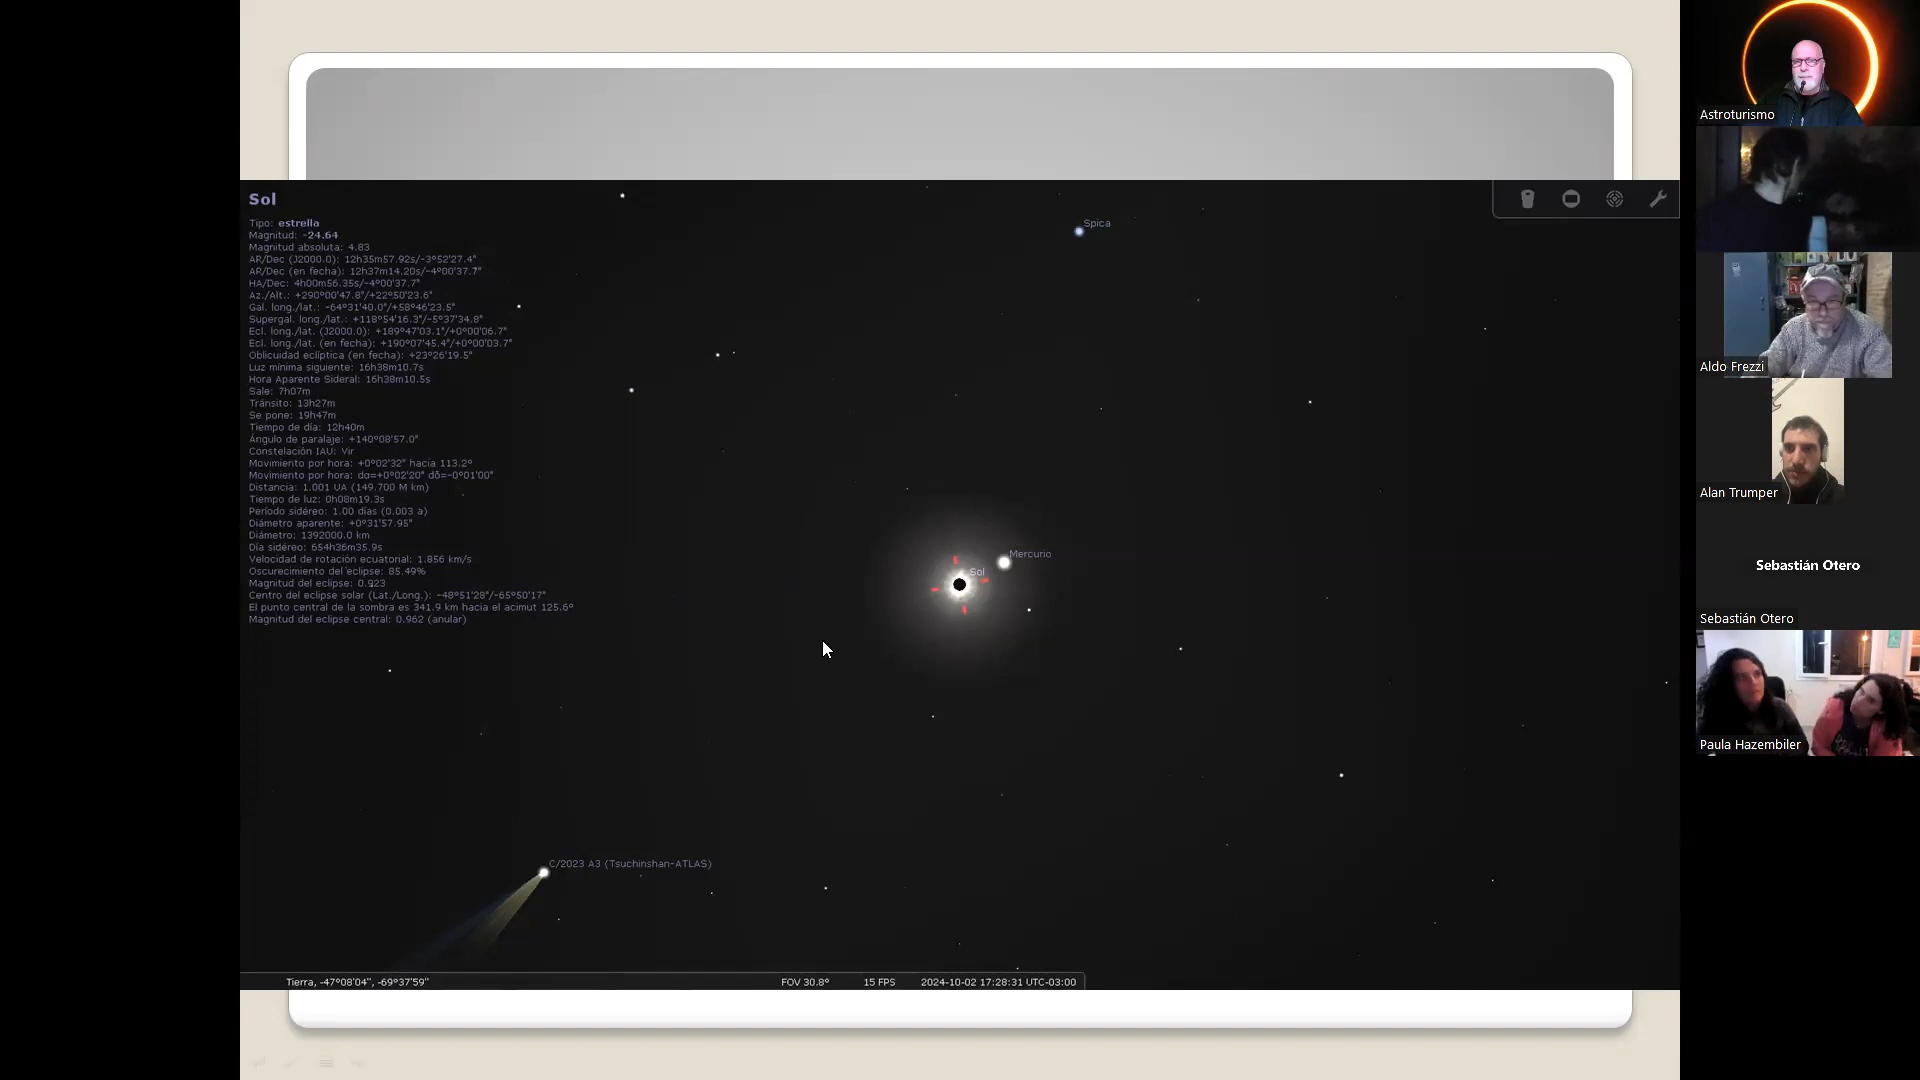 Sol
Tipo: estrella
Magnitud: -24.64
Magnitud absoluta: 4.83
AR/Dec (J2000.0): 12h35m57.92s/-3°52'27.4"
AR/Dec (en fecha): 12h37m14.20s/-4°00'37.7"
HA/Dec: 4h00m56.35s/-4°00'37.7"
Az./Alt.: +290°00'47.8"/+22°50'23.6"
Gal. long./lat.: -64°31'40.0"/+58°46'23.5"
Supergal. long./lat.: +118°54'16.3"/-5°37'34.8"
Ecl. long./lat. (J2000.0): +189°47'03.1"/+0°00'06.7"
Ecl. long./lat. (en fecha): +190°07'45.4"/+0°00'03.7"
Oblicuidad eclíptica (en fecha): +23°26'19.5"
Luz mínima siguiente: 16h38m10.7s
Hora Aparente Sideral: 16h38m10.5s
Sale: 7h07m
Tránsito: 13h27m
Se pone: 19h47m
Tiempo de día: 12h40m
Ángulo de paralaje: +140°08'57.0"
Constelación IAU: Vir
Movimiento por hora: +0°02'32" hacia 113.2°
Movimiento por hora: dα=+0°02'20" dδ=-0°01'00"
Distancia: 1.001 UA (149.700 M km)
Tiempo de luz: 0h08m19.3s
Período sidéreo: 1.00 días (0.003 a)
Diámetro aparente: +0°31'57.95"
Diámetro: 1392000.0 km
Día sidéreo: 654h36m35.9s
Velocidad de rotación ecuatorial: 1.856 km/s
Oscurecimiento del eclipse: 85.49%
Magnitud del eclipse: 0.923
Centro del eclipse solar (Lat./Long.): -48°51'28"/-65°50'17"
El punto central de la sombra es 341.9 km hacia el acimut 125.6°
Magnitud del eclipse central: 0.962 (anular)
Spica
Mercurio
Sol
C/2023 A3 (Tsuchinshan-ATLAS)
Tierra, -47°08'04", -69°37'59"
FOV 30.8°
15 FPS
2024-10-02 17:28:31 UTC-03:00
Astroturismo
Aldo Frezzi
Alan Trumper
Sebastián Otero
Sebastián Otero
Paula Hazembiler